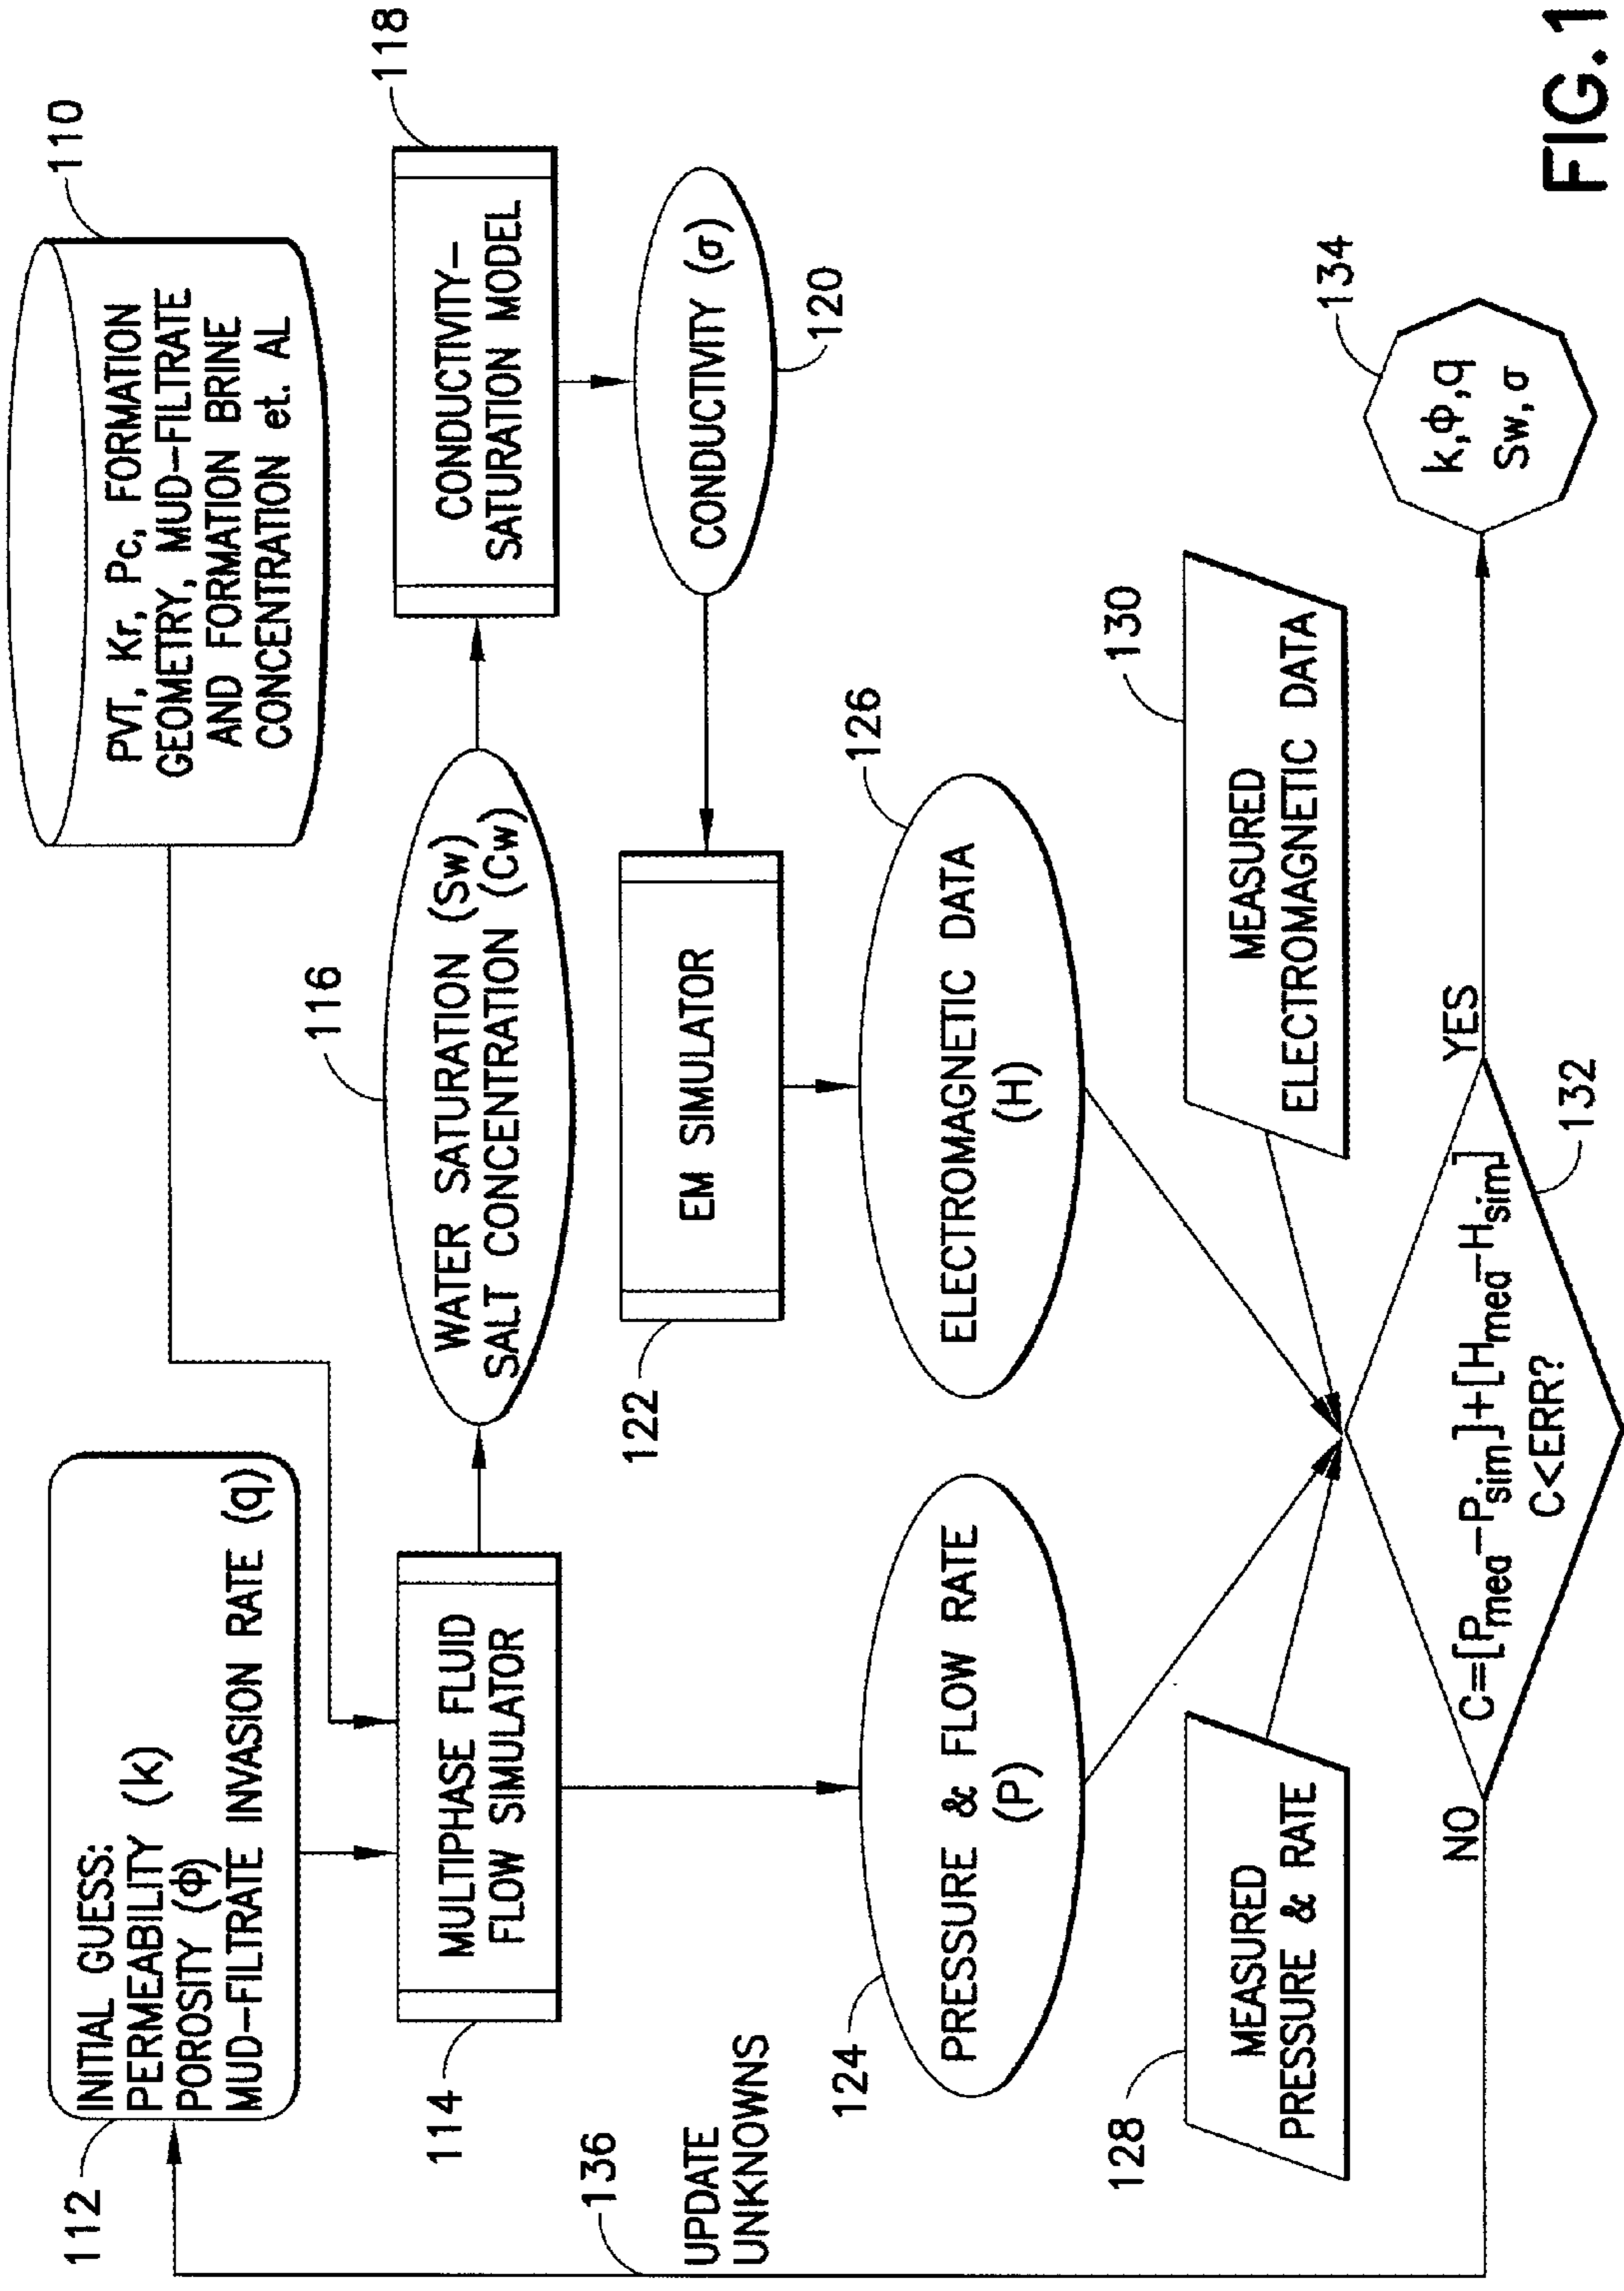 112
INITIAL GUESS:
PERMEABILITY (k)
POROSITY (ϕ)
MUD-FILTRATE INVASION RATE (q)
110
PVT, Kr, Pc, FORMATION
GEOMETRY, MUD-FILTRATE
AND FORMATION BRINE
CONCENTRATION et. AL
114
MULTIPHASE FLUID
FLOW SIMULATOR
116
WATER SATURATION (Sw)
SALT CONCENTRATION (Cw)
118
CONDUCTIVITY-
SATURATION MODEL
122
EM SIMULATOR
CONDUCTIVITY (σ)
120
136
UPDATE
UNKNOWNS
124
PRESSURE & FLOW RATE
(P)
126
ELECTROMAGNETIC DATA
(H)
128
MEASURED
PRESSURE & RATE
130
MEASURED
ELECTROMAGNETIC DATA
134
k,ϕ,q
Sw,σ
NO
YES
C=[Pmea-Psim]+[Hmea-Hsim]
C<ERR?
132
FIG.1